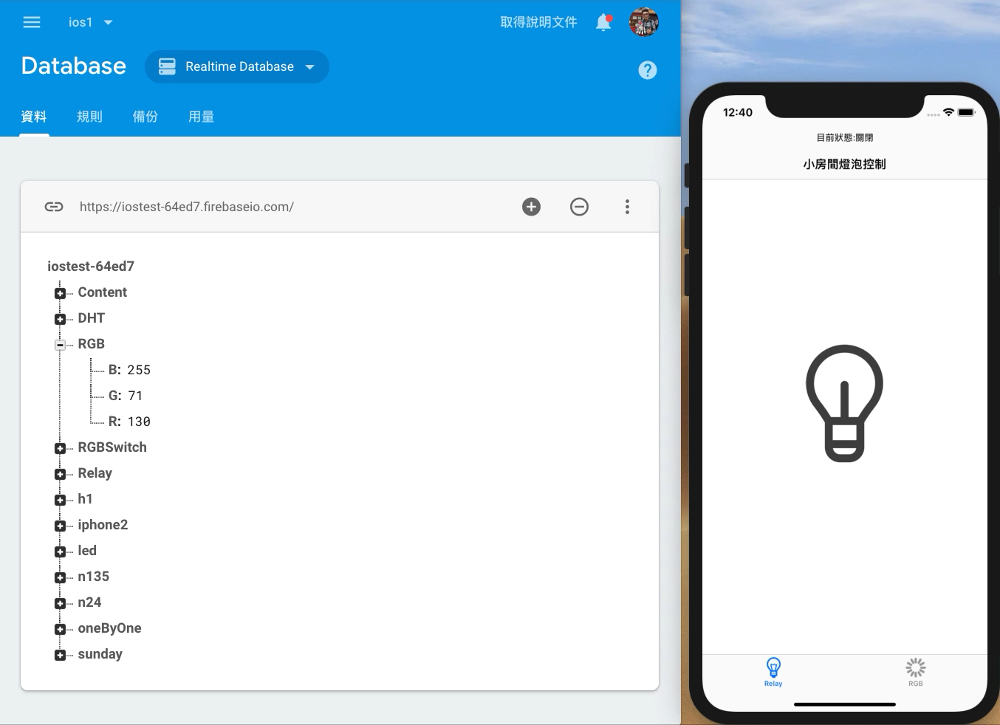 ios1
取得說明文件
Database
Realtime Database
?
資料
規則
備份
用量
https://iostest-64ed7.firebaseio.com/
iostest-64ed7
Content
DHT
RGB
B: 255
G: 71
R: 130
RGBSwitch
Relay
h1
iphone2
led
n135
n24
oneByOne
sunday
12:40
目前狀態:關閉
小房間燈泡控制
Relay
RGB